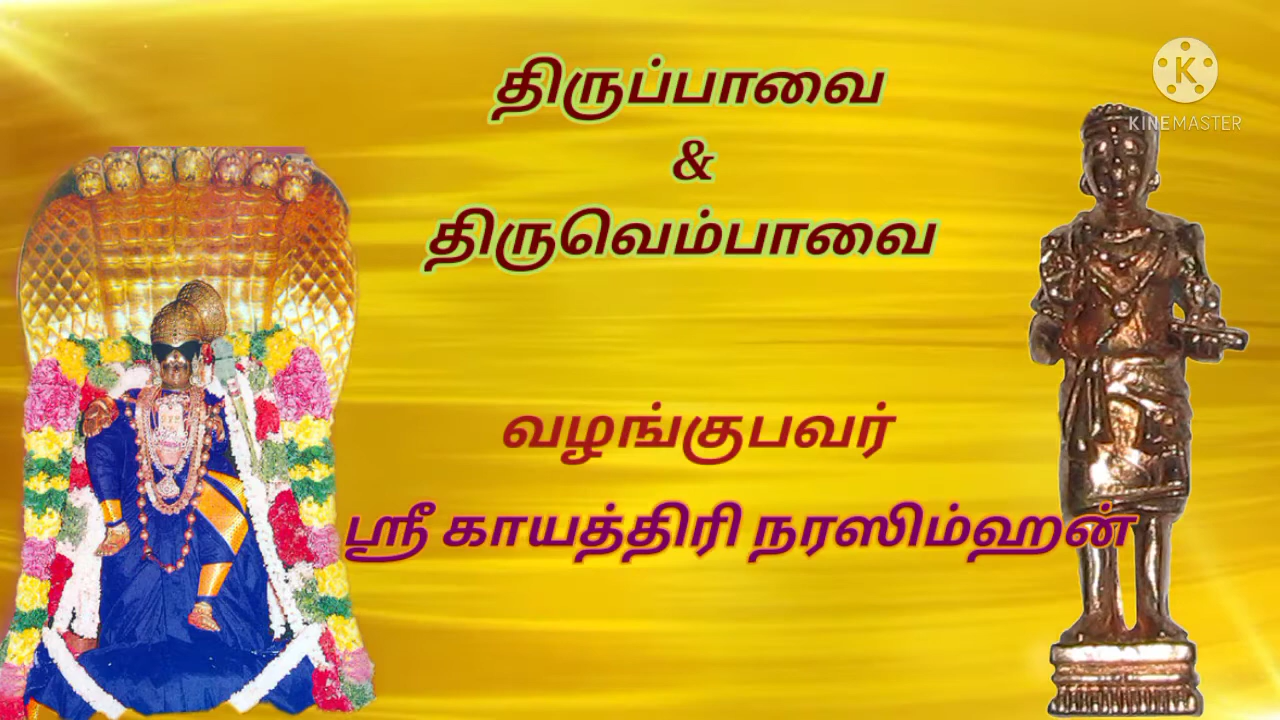 திருப்பாவை
&
திருவெம்பாவை
வழங்குபவர்
ஸ்ரீ காயத்திரி நரஸிம்ஹன்
K
KINEMASTER